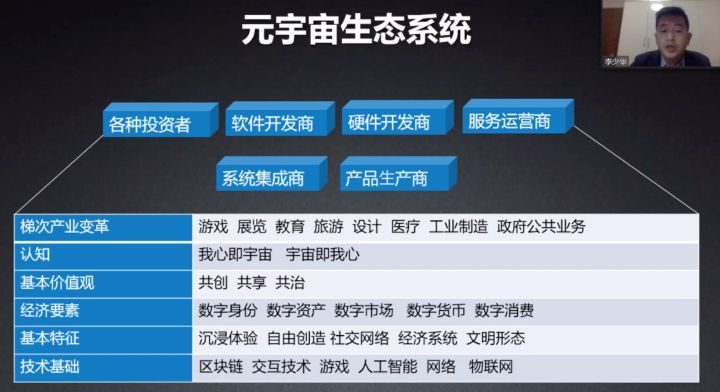 元宇宙生态系统
李少华
各种投资者 软件开发商 硬件开发商 服务运营商
系统集成商 产品生产商
梯次产业变革 游戏 展览 教育 旅游 设计 医疗 工业制造 政府公共业务
认知 我心即宇宙 宇宙即我心
基本价值观 共创 共享 共治
经济要素 数字身份 数字资产 数字市场 数字货币 数字消费
基本特征 沉浸体验 自由创造 社交网络 经济系统 文明形态
技术基础 区块链 交互技术 游戏 人工智能 网络 物联网